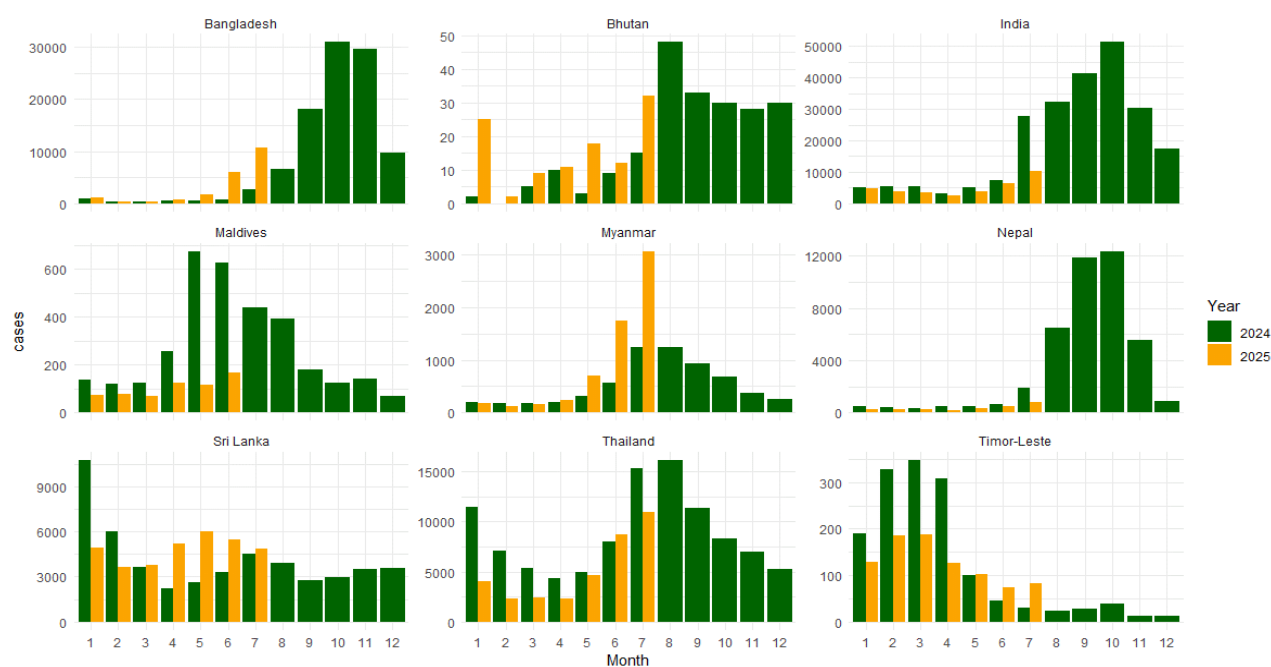 Bangladesh
Bhutan
India
30000
20000
10000
0
50
40
30
20
10
0
50000
40000
30000
20000
10000
0
Maldives
Myanmar
Nepal
600
400
200
0
3000
2000
1000
0
12000
8000
4000
0
Sri Lanka
Thailand
Timor-Leste
9000
6000
3000
0
15000
10000
5000
0
300
200
100
0
1 2 3 4 5 6 7 8 9 10 11 12
1 2 3 4 5 6 7 8 9 10 11 12
1 2 3 4 5 6 7 8 9 10 11 12
Month
cases
Year
2024
2025